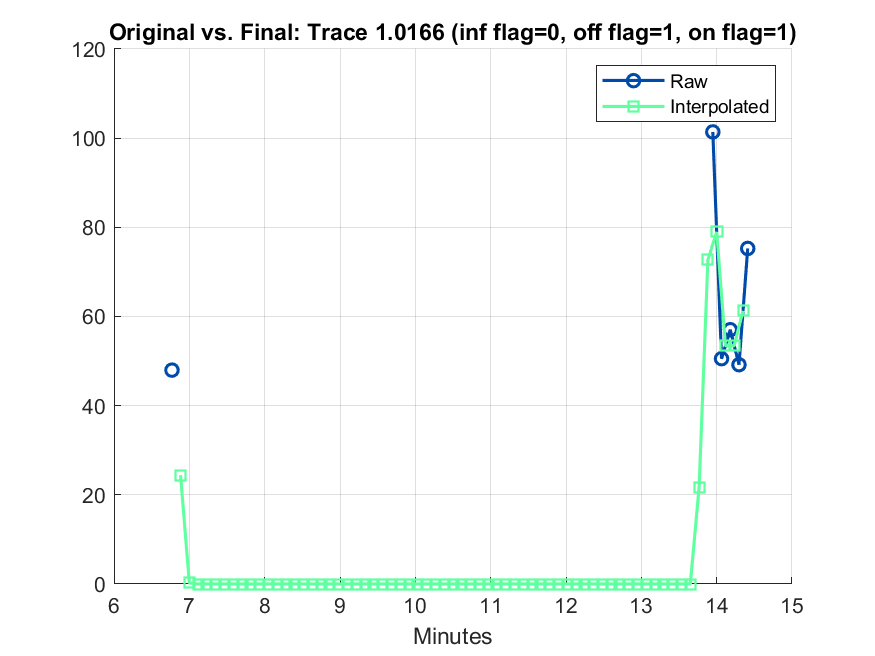 Original vs. Final: Trace 1.0166 (inf flag=0, off flag=1, on flag=1)
120
100
80
60
40
20
0
Raw
Interpolated
6 7 8 9 10 11 12 13 14 15
Minutes